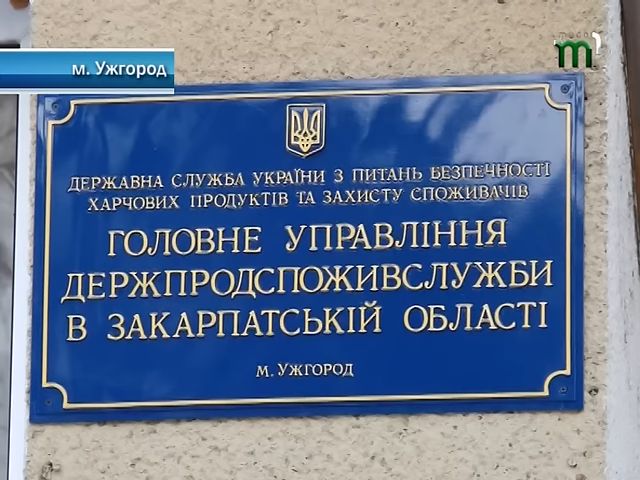 м. Ужгород
m
ДЕРЖАВНА СЛУЖБА УКРАЇНИ З ПИТАНЬ БЕЗПЕЧНОСТІ
ХАРЧОВИХ ПРОДУКТІВ ТА ЗАХИСТУ СПОЖИВАЧІВ
ГОЛОВНЕ УПРАВЛІННЯ
ДЕРЖПРОДСПОЖИВСЛУЖБИ
В ЗАКАРПАТСЬКІЙ ОБЛАСТІ
М. УЖГОРОД